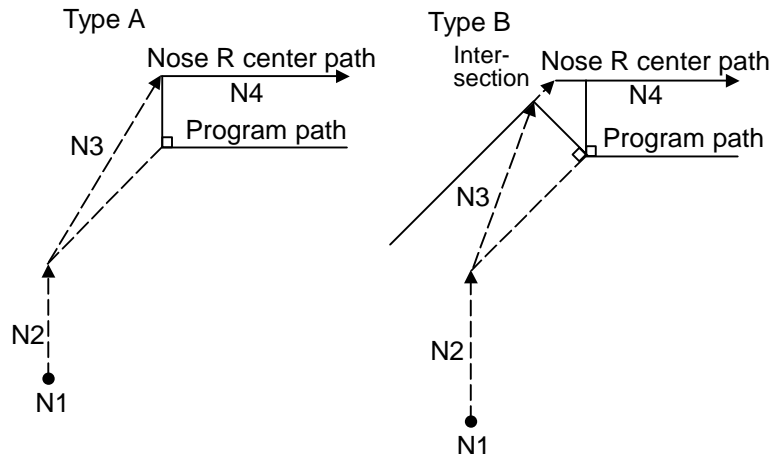 Type A
Nose R center path
N4
Program path
N3
N2
N1
Type B
Inter-
section
Nose R center path
N4
Program path
N3
N2
N1